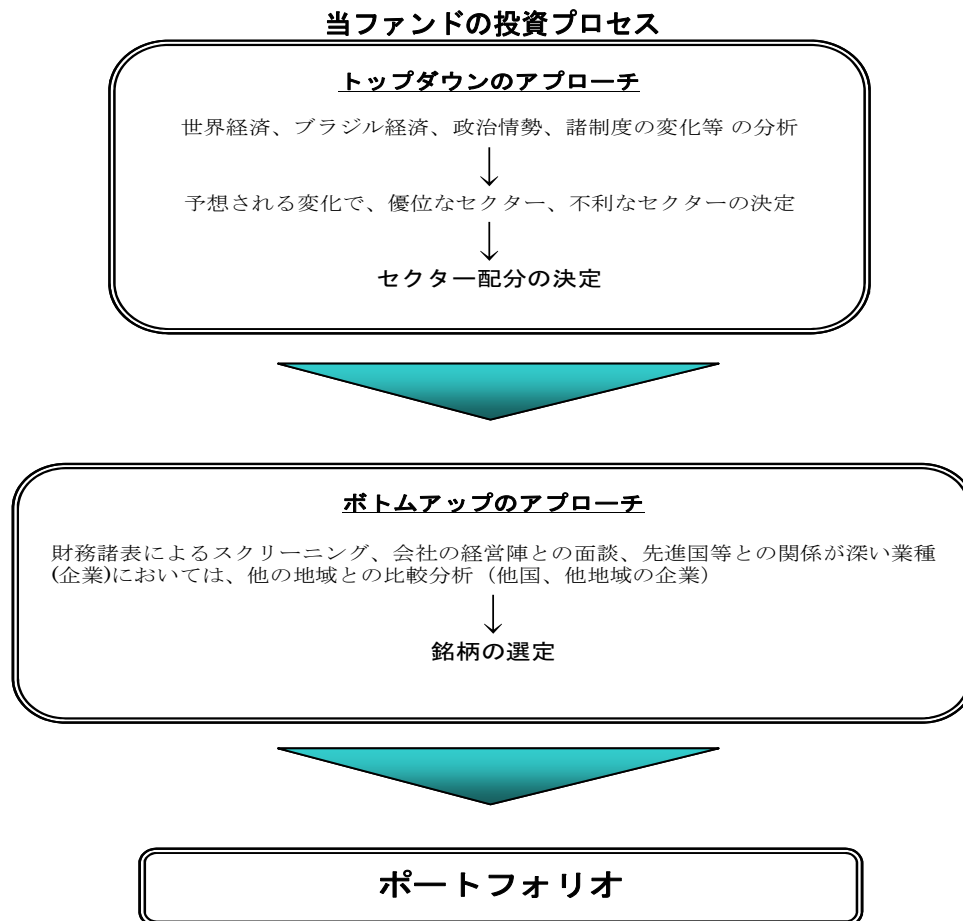 当ファンドの投資プロセス
トップダウンのアプローチ
世界経済、ブラジル経済、政治情勢、諸制度の変化等 の分析
予想される変化で、優位なセクター、不利なセクターの決定
セクター配分の決定
ボトムアップのアプローチ
財務諸表によるスクリーニング、会社の経営陣との面談、先進国等との関係が深い業種
(企業)においては、他の地域との比較分析（他国、他地域の企業）
銘柄の選定
ポートフォリオ